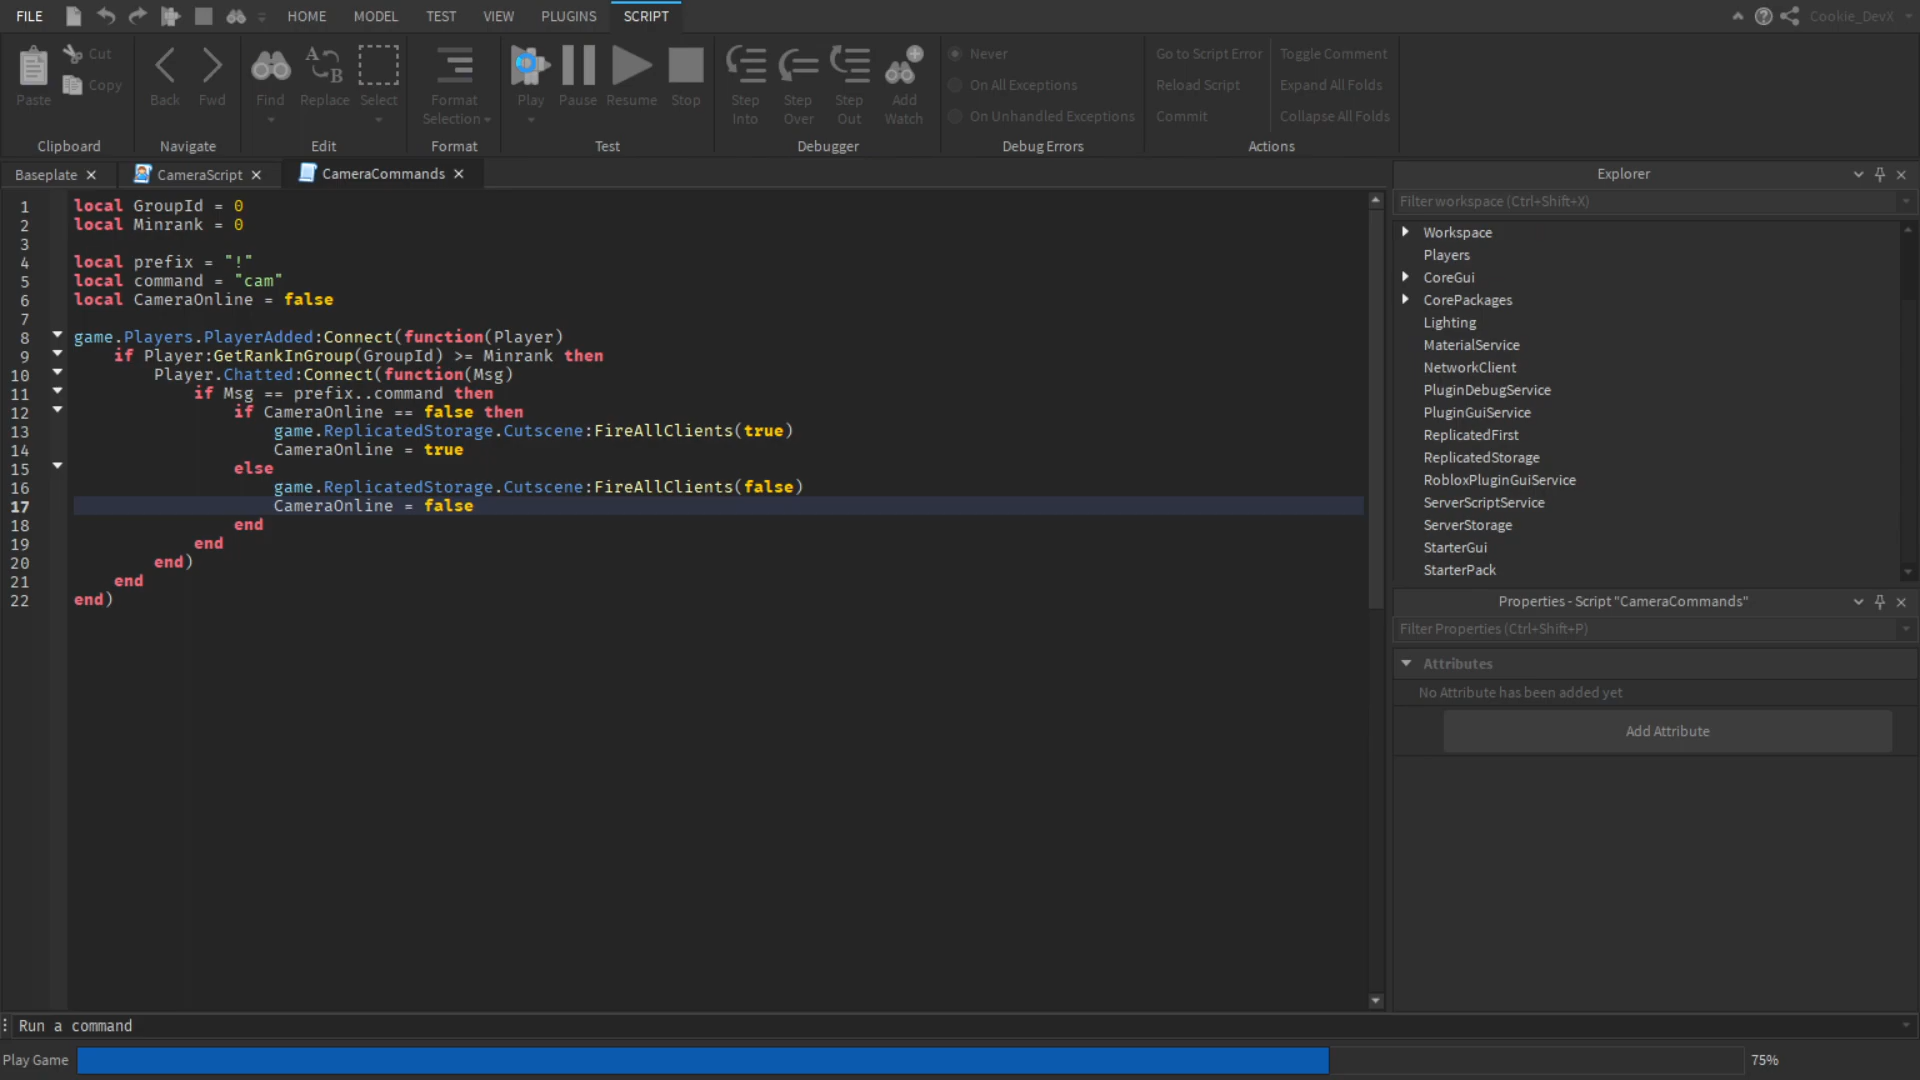 FILE HOME MODEL TEST VIEW PLUGINS SCRIPT Cookie_DevX
Paste Cut Copy Back Fwd Find Replace Select Format Selection Play Pause Resume Stop Step Into Step Over Step Out Add Watch
Never
On All Exceptions
On Unhandled Exceptions
Go to Script Error
Reload Script
Commit
Toggle Comment
Expand All Folds
Collapse All Folds
Clipboard Navigate Edit Format Test Debugger Debug Errors Actions
Baseplate CameraScript CameraCommands
1 local GroupId = 0
2 local Minrank = 0
3
4 local prefix = "!"
5 local command = "cam"
6 local CameraOnline = false
7
8 game.Players.PlayerAdded:Connect(function(Player)
9 if Player:GetRankInGroup(GroupId) >= Minrank then
10 Player.Chatted:Connect(function(Msg)
11 if Msg == prefix..command then
12 if CameraOnline == false then
13 game.ReplicatedStorage.Cutscene:FireAllClients(true)
14 CameraOnline = true
15 else
16 game.ReplicatedStorage.Cutscene:FireAllClients(false)
17 CameraOnline = false
18 end
19 end
20 end)
21 end
22 end)
Explorer
Filter workspace (Ctrl+Shift+X)
Workspace
Players
CoreGui
CorePackages
Lighting
MaterialService
NetworkClient
PluginDebugService
PluginGuiService
ReplicatedFirst
ReplicatedStorage
RobloxPluginGuiService
ServerScriptService
ServerStorage
StarterGui
StarterPack
Properties - Script "CameraCommands"
Filter Properties (Ctrl+Shift+P)
Attributes
No Attribute has been added yet
Add Attribute
Run a command
Play Game 75%